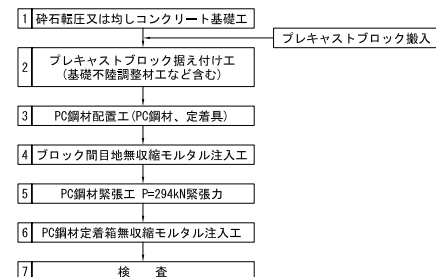 1 砕石転圧又は均しコンクリート基礎工
プレキャストブロック搬入
2 プレキャストブロック据え付け工
(基礎不陸調整材工など含む)
3 PC鋼材配置工(PC鋼材、定着具)
4 ブロック間目地無収縮モルタル注入工
5 PC鋼材緊張工 P=294kN緊張力
6 PC鋼材定着箱無収縮モルタル注入工
7 検 査